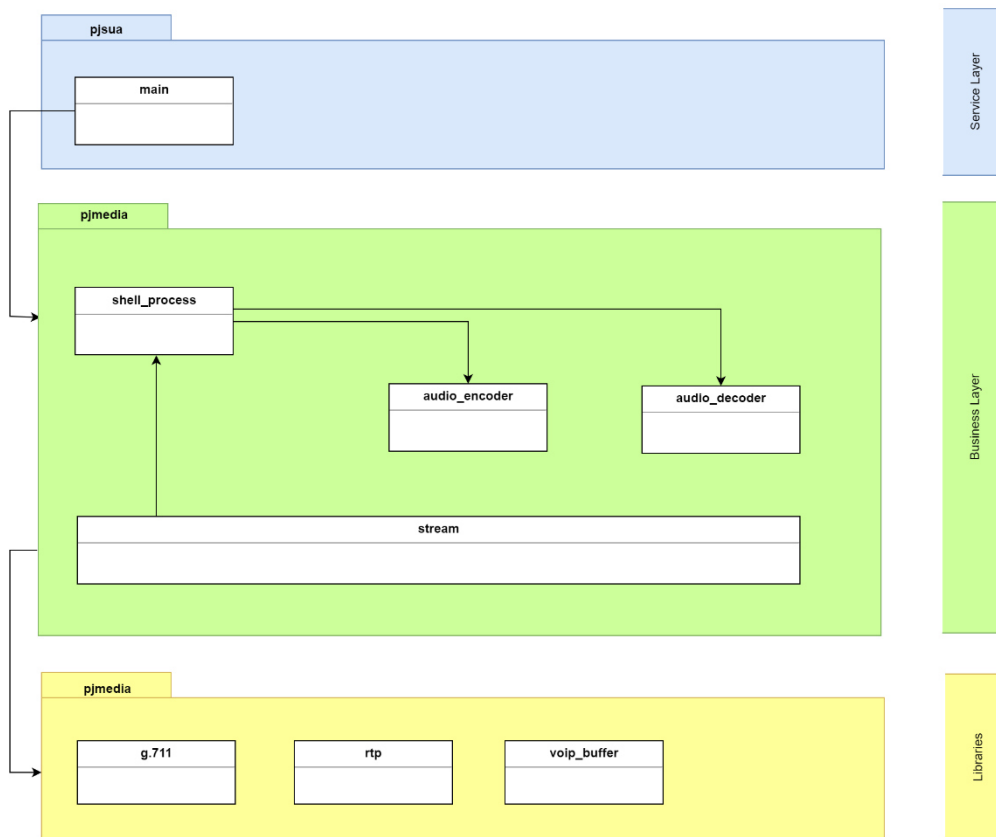 pjsua
main
Service Layer
pjmedia
shell_process
audio_encoder
audio_decoder
stream
Business Layer
pjmedia
g.711
rtp
voip_buffer
Libraries